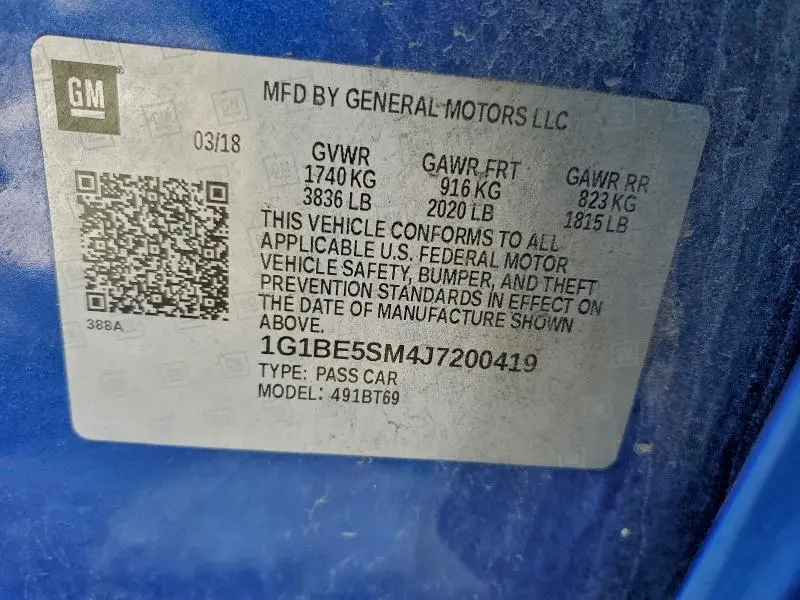 GM
MFD BY GENERAL MOTORS LLC
03/18
GVWR
1740 KG
3836 LB
GAWR FRT
916 KG
2020 LB
GAWR RR
823 KG
1815 LB
THIS VEHICLE CONFORMS TO ALL
APPLICABLE U.S. FEDERAL MOTOR
VEHICLE SAFETY, BUMPER, AND THEFT
PREVENTION STANDARDS IN EFFECT ON
THE DATE OF MANUFACTURE SHOWN
ABOVE.
388A
1G1BE5SM4J7200419
TYPE: PASS CAR
MODEL: 491BT69